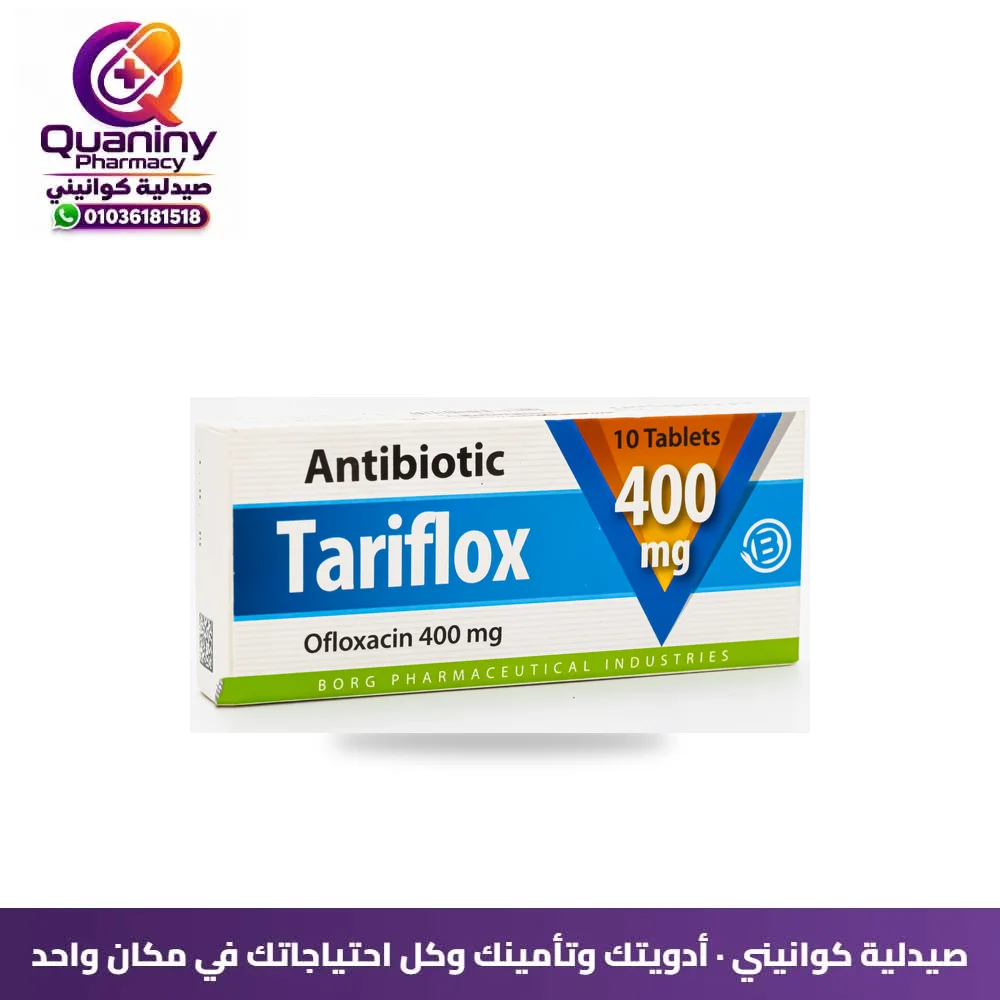 Quaniny
Pharmacy
صيدلية كوانيني
01036181518
Antibiotic
10 Tablets
400
mg
Tariflox
B
Ofloxacin 400 mg
BORG PHARMACEUTICAL INDUSTRIES
صيدلية كوانيني • أدويتك وتأمينك وكل احتياجاتك في مكان واحد